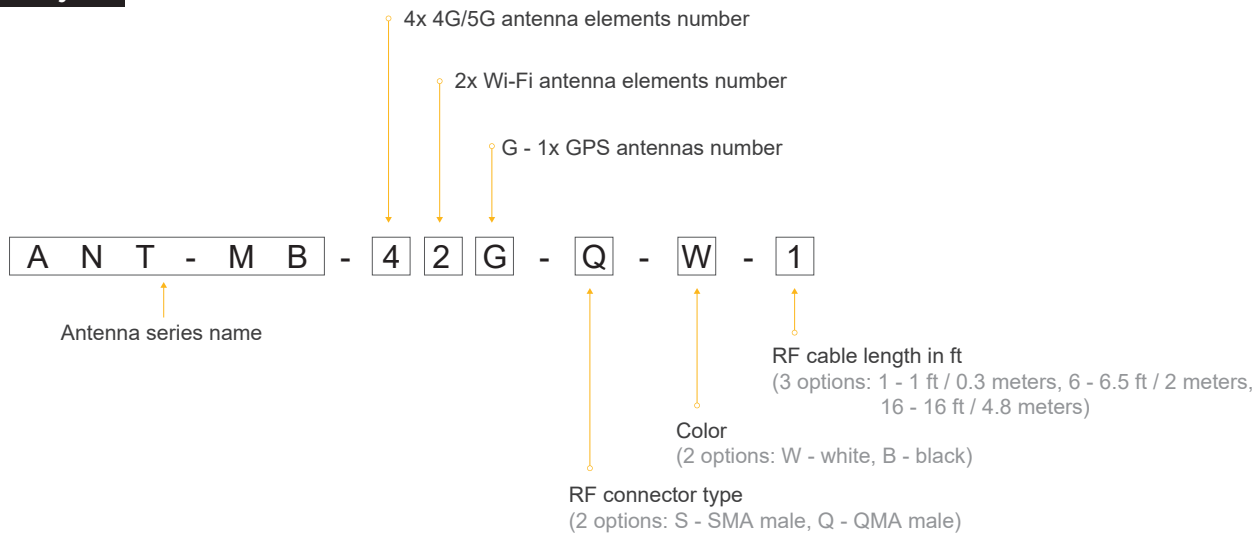 4x 4G/5G antenna elements number
2x Wi-Fi antenna elements number
G - 1x GPS antennas number
A N T - M B - 4 2 G - Q - W - 1
Antenna series name
RF cable length in ft
(3 options: 1 - 1 ft / 0.3 meters, 6 - 6.5 ft / 2 meters,
16 - 16 ft / 4.8 meters)
Color
(2 options: W - white, B - black)
RF connector type
(2 options: S - SMA male, Q - QMA male)